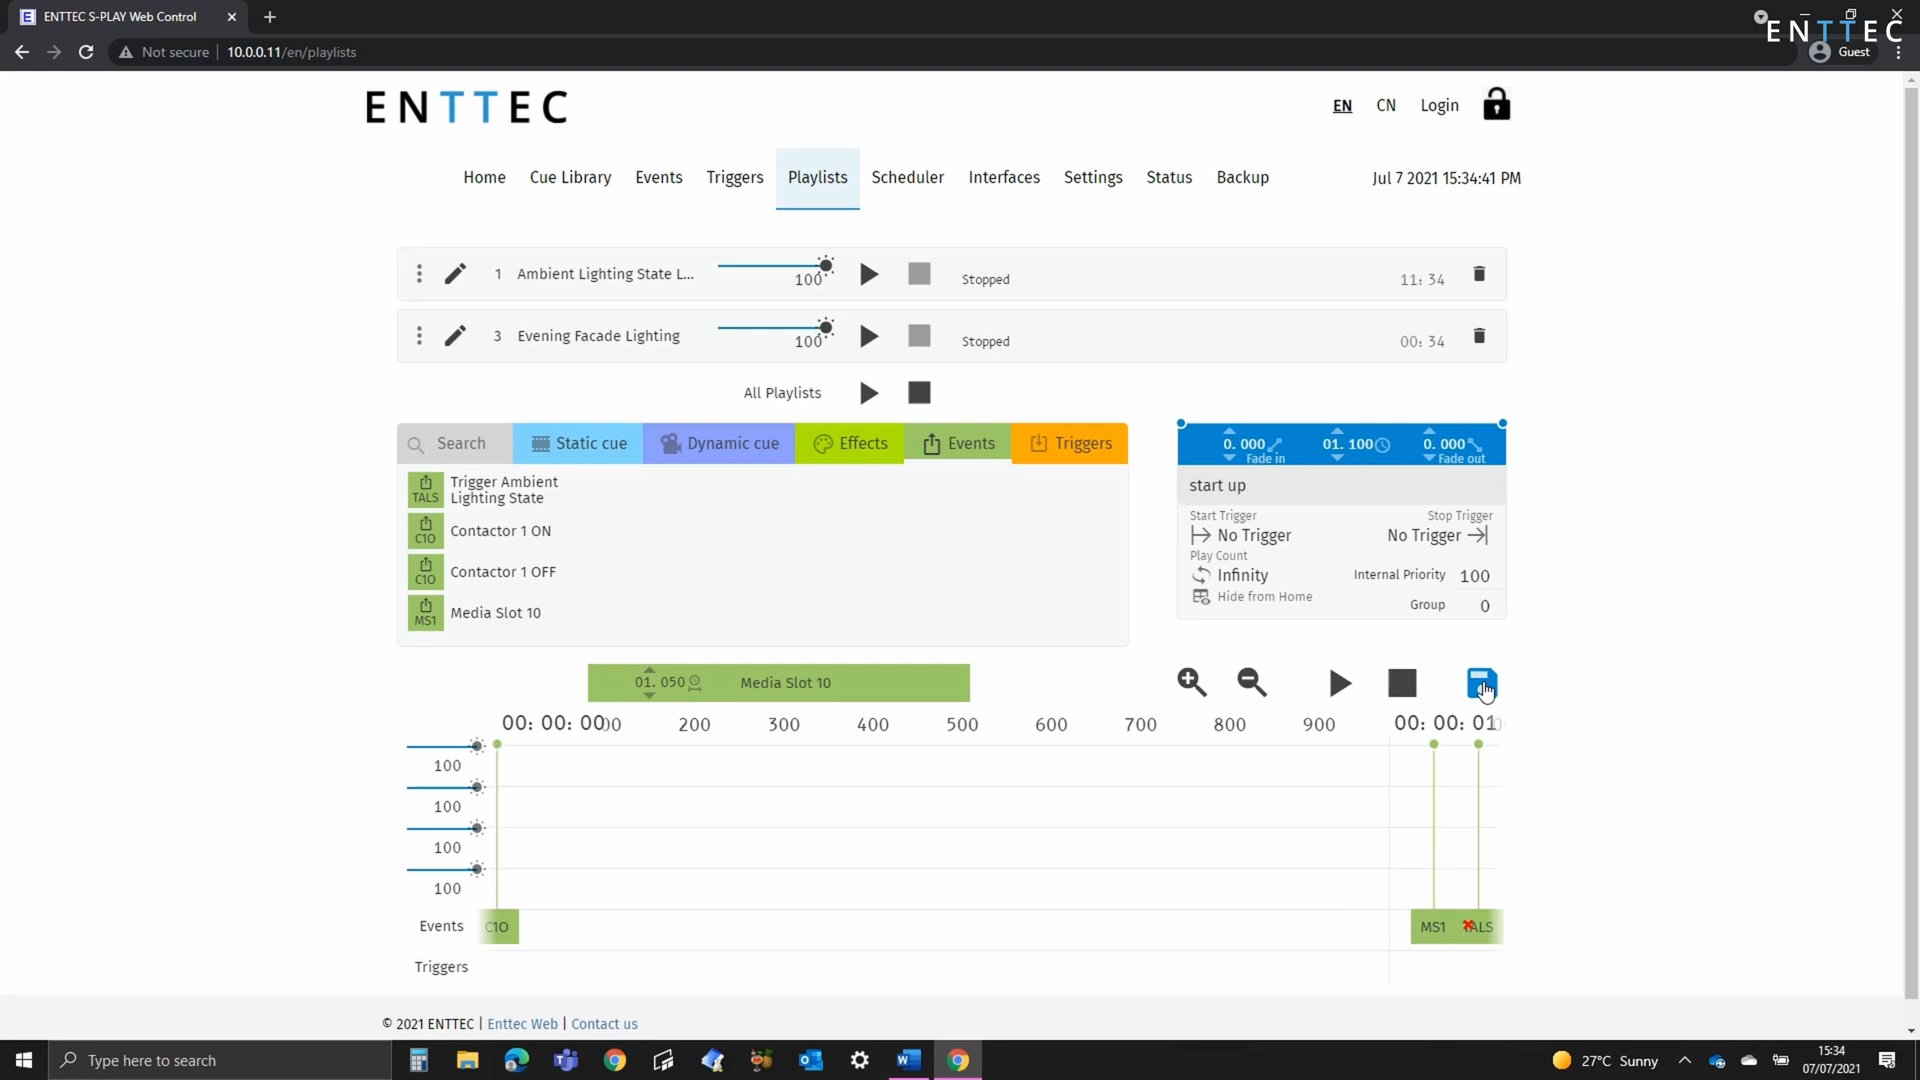 ENTTEC S-PLAY Web Control
ENTTEC
Not secure
10.0.0.11/en/playlists
Guest
ENTTEC
EN CN Login
Home Cue Library Events Triggers Playlists Scheduler Interfaces Settings Status Backup
Jul 7 2021 15:34:41 PM
1 Ambient Lighting State L... 100 Stopped 11: 34
3 Evening Facade Lighting 100 Stopped 00: 34
All Playlists
Search Static cue Dynamic cue Effects Events Triggers
TALS Trigger Ambient
Lighting State
C1O Contactor 1 ON
C1O Contactor 1 OFF
MS1 Media Slot 10
0. 000 01. 100 0. 000
Fade in Fade out
start up
Start Trigger Stop Trigger
No Trigger No Trigger
Play Count
Infinity Internal Priority 100
Hide from Home
Group 0
01. 050 Media Slot 10
00: 00: 00 200 300 400 500 600 700 800 900 00: 00: 01
100
100
100
100
Events C1O MS1 ALS
Triggers
© 2021 ENTTEC | Enttec Web | Contact us
Type here to search
27°C Sunny
15:34
07/07/2021